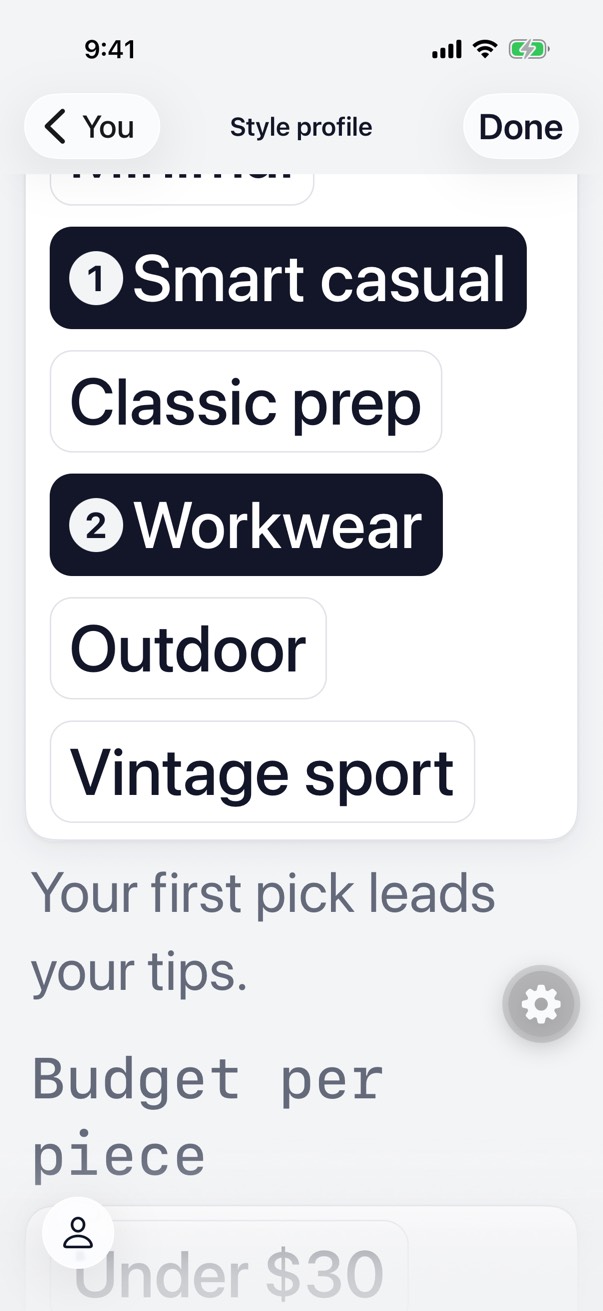 9:41
You
Style profile
Done
1 Smart casual
Classic prep
2 Workwear
Outdoor
Vintage sport
Your first pick leads
your tips.
Budget per
piece
Under $30